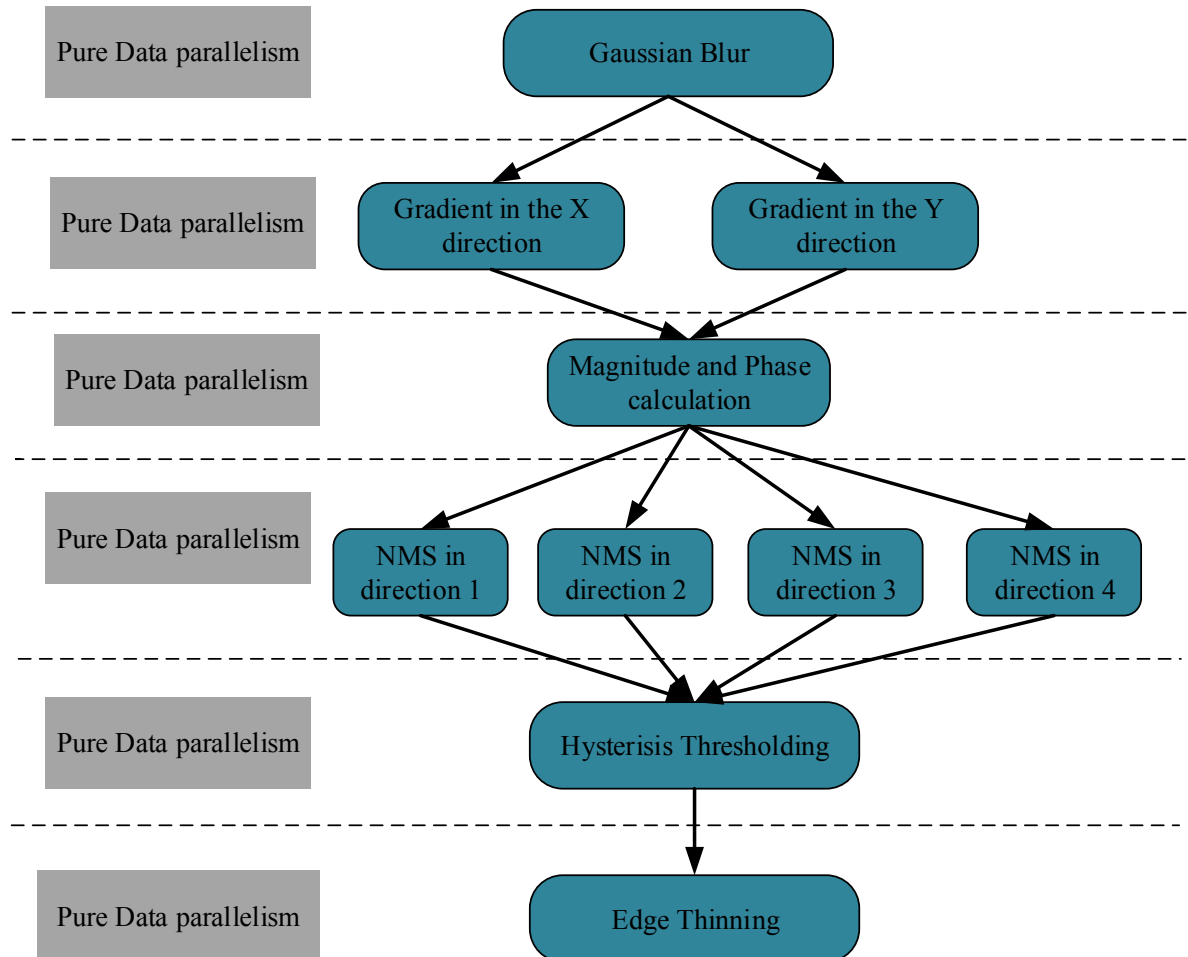 Pure Data parallelism
Gaussian Blur
Pure Data parallelism
Gradient in the X
direction
Gradient in the Y
direction
Pure Data parallelism
Magnitude and Phase
calculation
Pure Data parallelism
NMS in
direction 1
NMS in
direction 2
NMS in
direction 3
NMS in
direction 4
Pure Data parallelism
Hysterisis Thresholding
Pure Data parallelism
Edge Thinning